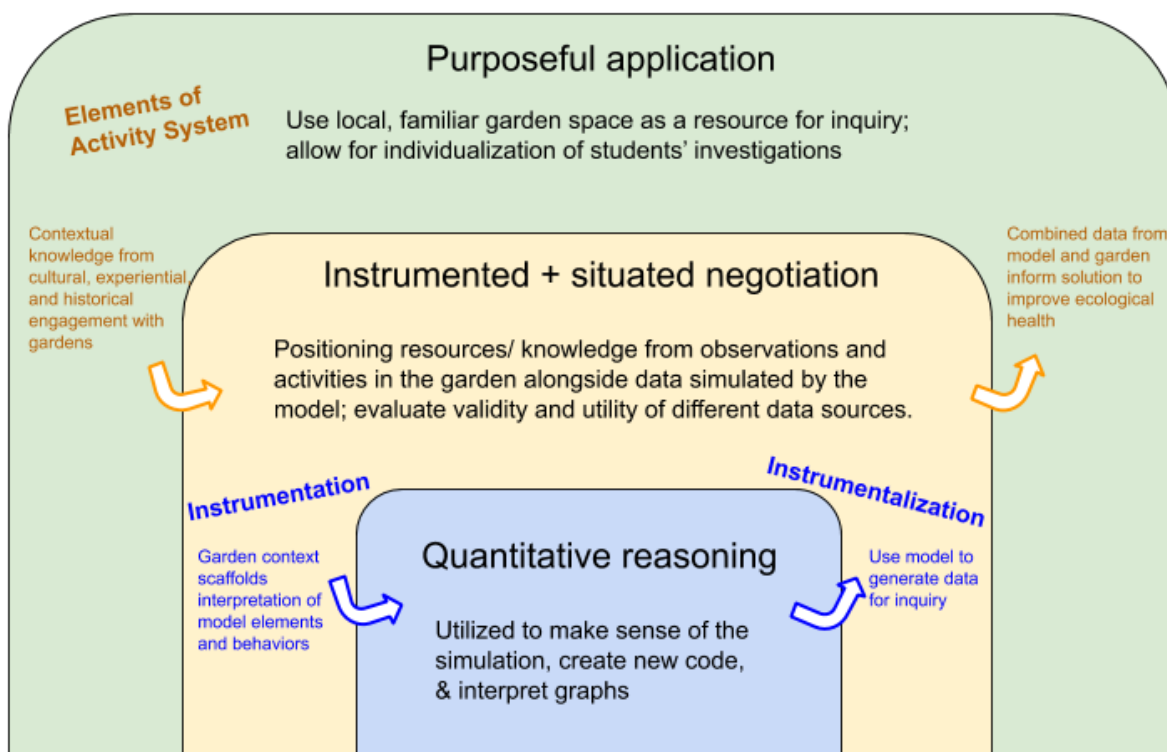 Purposeful application
Elements of
Activity System
Use local, familiar garden space as a resource for inquiry;
allow for individualization of students’ investigations
Contextual
knowledge from
cultural, experiential,
and historical
engagement with
gardens
Combined data from
model and garden
inform solution to
improve ecological
health
Instrumented + situated negotiation
Positioning resources/ knowledge from observations and
activities in the garden alongside data simulated by the
model; evaluate validity and utility of different data sources.
Instrumentation
Instrumentalization
Garden context
scaffolds
interpretation of
model elements
and behaviors
Quantitative reasoning
Utilized to make sense of the
simulation, create new code,
& interpret graphs
Use model to
generate data
for inquiry